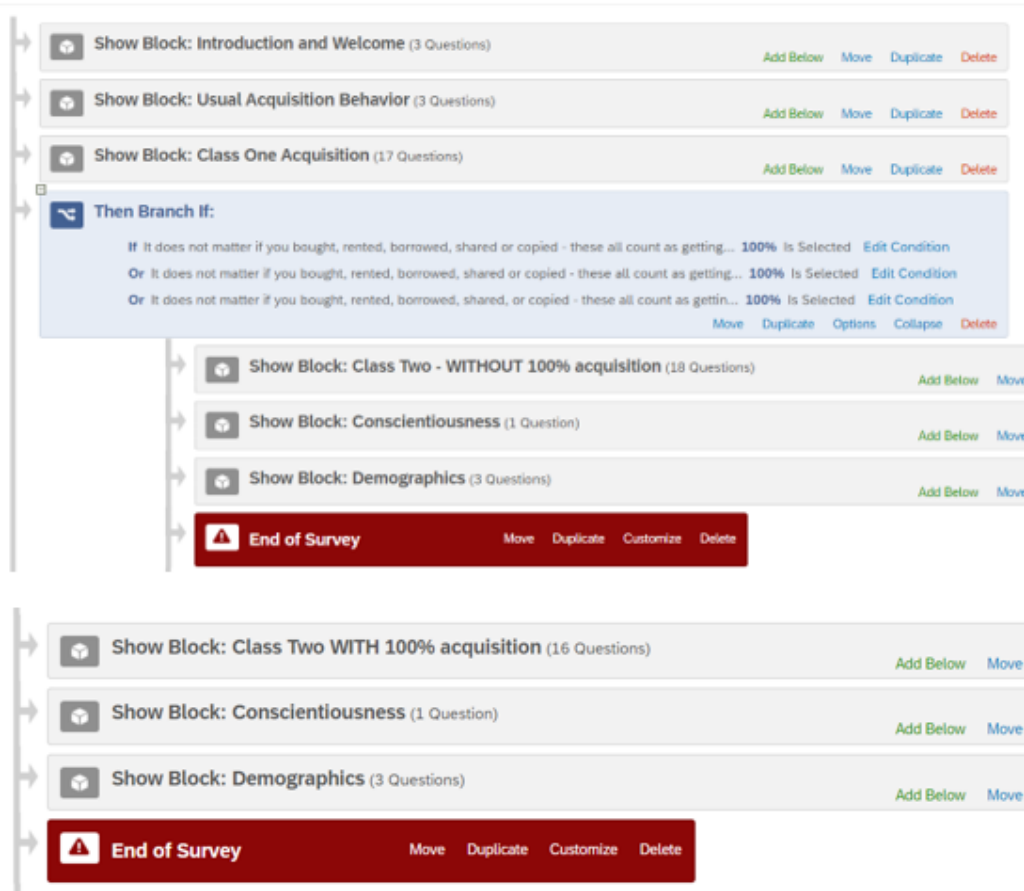 Show Block: Introduction and Welcome (3 Questions)
Add Below Move Duplicate Delete
Show Block: Usual Acquisition Behavior (3 Questions)
Add Below Move Duplicate Delete
Show Block: Class One Acquisition (17 Questions)
Add Below Move Duplicate Delete
Then Branch If:
If It does not matter if you bought, rented, borrowed, shared or copied - these all count as getting... 100% Is Selected Edit Condition
Or It does not matter if you bought, rented, borrowed, shared or copied - these all count as getting... 100% Is Selected Edit Condition
Or It does not matter if you bought, rented, borrowed, shared, or copied - these all count as gettin... 100% Is Selected Edit Condition
Move Duplicate Options Collapse Delete
Show Block: Class Two - WITHOUT 100% acquisition (18 Questions)
Add Below Move
Show Block: Conscientiousness (1 Question)
Add Below Move
Show Block: Demographics (3 Questions)
Add Below Move
End of Survey Move Duplicate Customize Delete
Show Block: Class Two WITH 100% acquisition (16 Questions)
Add Below Move
Show Block: Conscientiousness (1 Question)
Add Below Move
Show Block: Demographics (3 Questions)
Add Below Move
End of Survey Move Duplicate Customize Delete